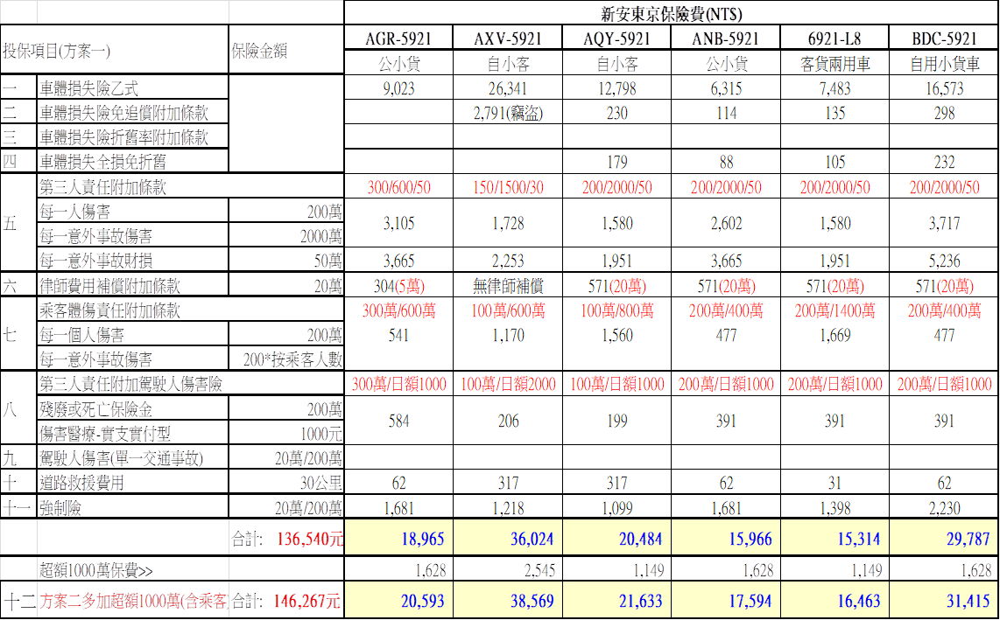 新安東京保險費(NT$)
投保項目(方案一) 保險金額 AGR-5921 AXV-5921 AQY-5921 ANB-5921 6921-L8 BDC-5921
公小貨 自小客 自小客 公小貨 客貨兩用車 自用小貨車
一 車體損失險乙式 9,023 26,341 12,798 6,315 7,483 16,573
二 車體損失險免追償附加條款 2,791(竊盜) 230 114 135 298
三 車體損失險折舊率附加條款
四 車體損失全損免折舊 179 88 105 232
五 第三人責任附加條款 300/600/50 150/1500/30 200/2000/50 200/2000/50 200/2000/50 200/2000/50
每一人傷害 200萬 3,105 1,728 1,580 2,602 1,580 3,717
每一意外事故傷害 2000萬
每一意外事故財損 50萬 3,665 2,253 1,951 3,665 1,951 5,236
六 律師費用補償附加條款 20萬 304(5萬) 無律師補償 571(20萬) 571(20萬) 571(20萬) 571(20萬)
七 乘客體傷責任附加條款 300萬/600萬 100萬/600萬 100萬/800萬 200萬/400萬 200萬/1400萬 200萬/400萬
每一個人傷害 200萬 541 1,170 1,560 477 1,669 477
每一意外事故傷害 200*按乘客人數
八 第三人責任附加駕駛人傷害險 300萬/日額1000 100萬/日額2000 100萬/日額1000 200萬/日額1000 200萬/日額1000 200萬/日額1000
殘廢或死亡保險金 200萬 584 206 199 391 391 391
傷害醫療-實支實付型 1000元
九 駕駛人傷害(單一交通事故) 20萬/200萬
十 道路救援費用 30公里 62 317 317 62 31 62
十一 強制險 20萬/200萬 1,681 1,218 1,099 1,681 1,398 2,230
合計: 136,540元 18,965 36,024 20,484 15,966 15,314 29,787
超額1000萬保費>> 1,628 2,545 1,149 1,628 1,149 1,628
十二 方案二多加超額1000萬(含乘客 合計: 146,267元 20,593 38,569 21,633 17,594 16,463 31,415